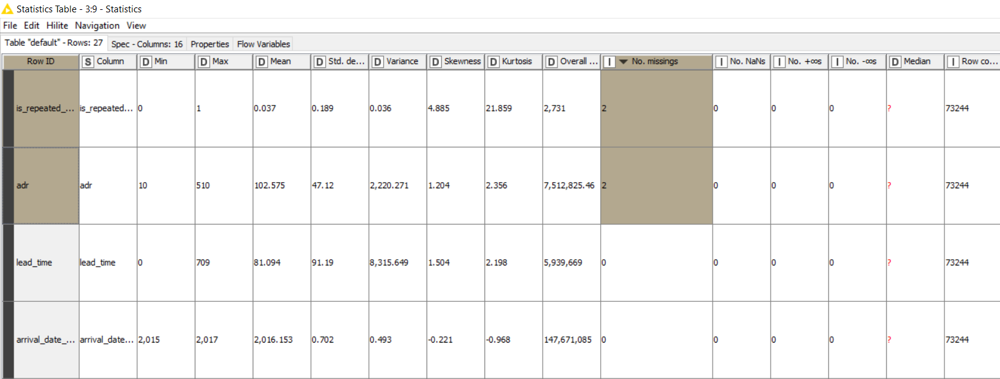 Statistics Table - 3:9 - Statistics
File Edit Hilite Navigation View
Table "default" - Rows: 27 Spec - Columns: 16 Properties Flow Variables
Row ID S Column D Min D Max D Mean D Std. de... D Variance D Skewness D Kurtosis D Overall ... I No. missings I No. NaNs I No. +∞s I No. -∞s D Median I Row co...
is_repeated_... is_repeated... 0 1 0.037 0.189 0.036 4.885 21.859 2,731 2 0 0 0 ? 73244
adr adr 10 510 102.575 47.12 2,220.271 1.204 2.356 7,512,825.46 2 0 0 0 ? 73244
lead_time lead_time 0 709 81.094 91.19 8,315.649 1.504 2.198 5,939,669 0 0 0 0 ? 73244
arrival_date_... arrival_date... 2,015 2,017 2,016.153 0.702 0.493 -0.221 -0.968 147,671,085 0 0 0 0 ? 73244